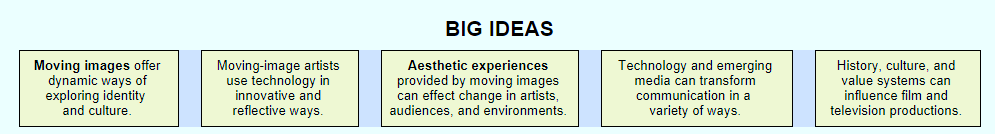 BIG IDEAS
Moving images offer
dynamic ways of
exploring identity
and culture.
Moving-image artists
use technology in
innovative and
reflective ways.
Aesthetic experiences
provided by moving images
can effect change in artists,
audiences, and environments.
Technology and emerging
media can transform
communication in a
variety of ways.
History, culture, and
value systems can
influence film and
television productions.